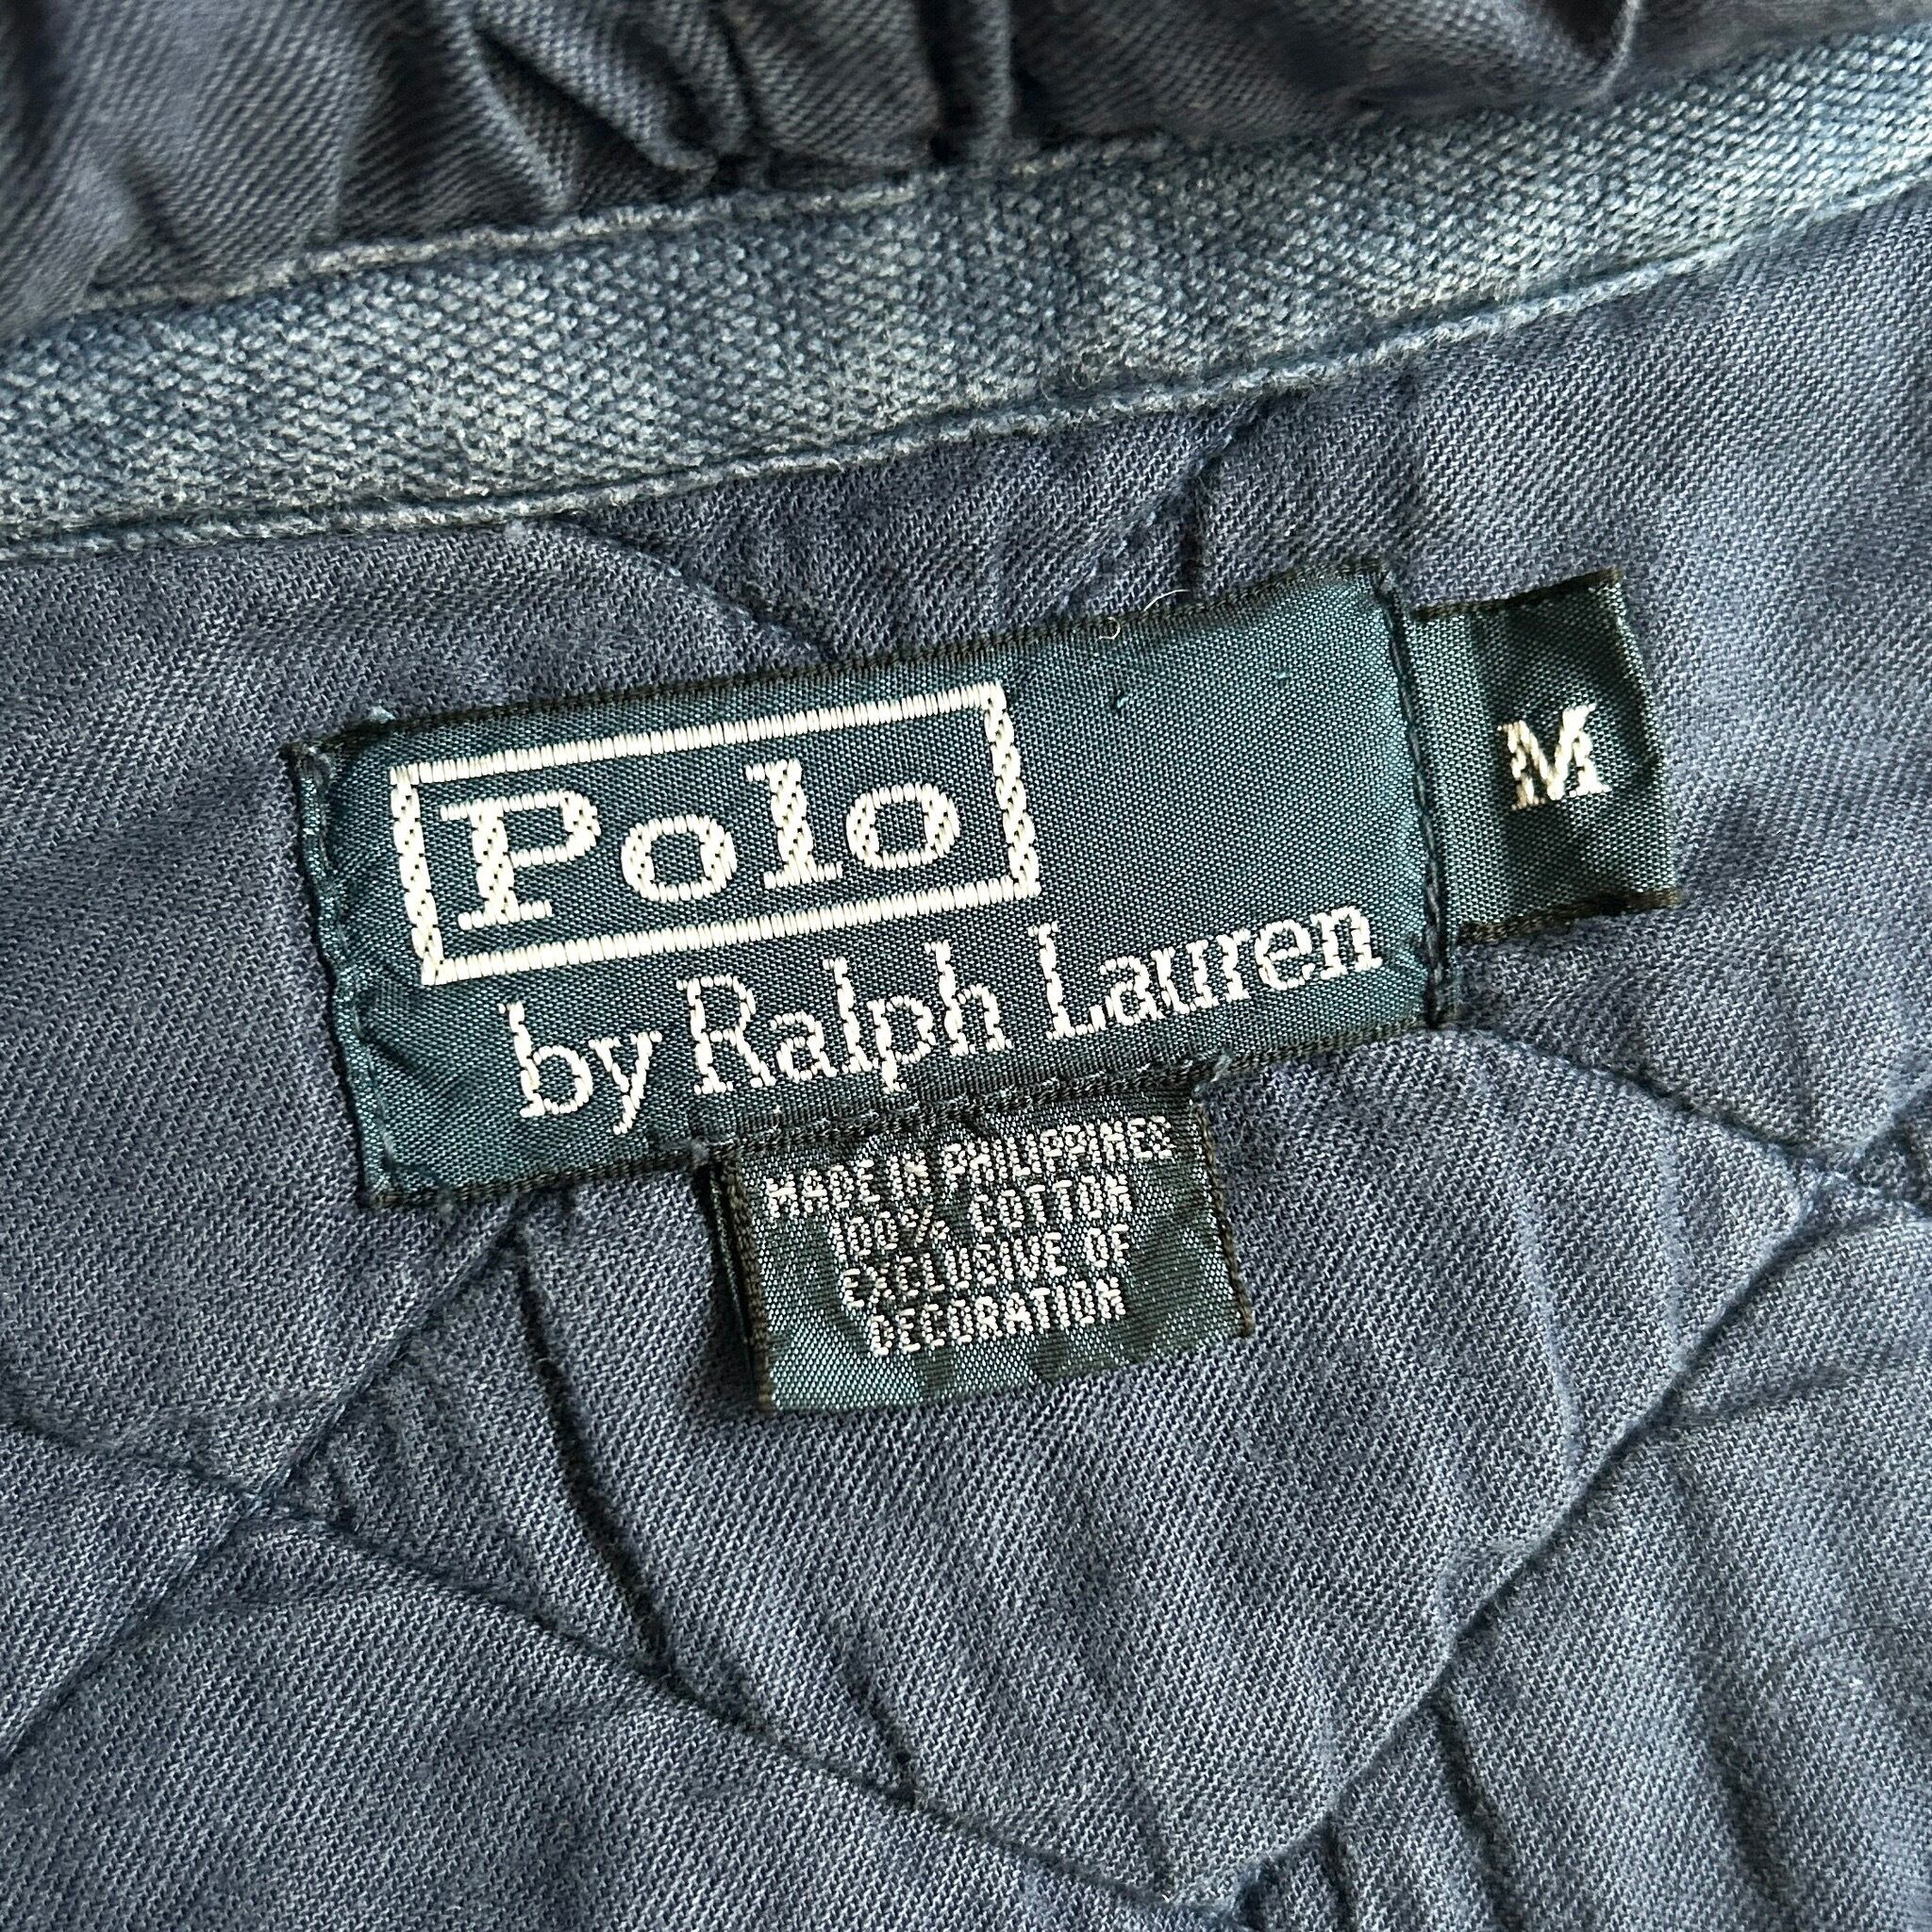 Polo
by Ralph Lauren
M
MADE IN PHILIPPINES
100% COTTON
EXCLUSIVE OF
DECORATION